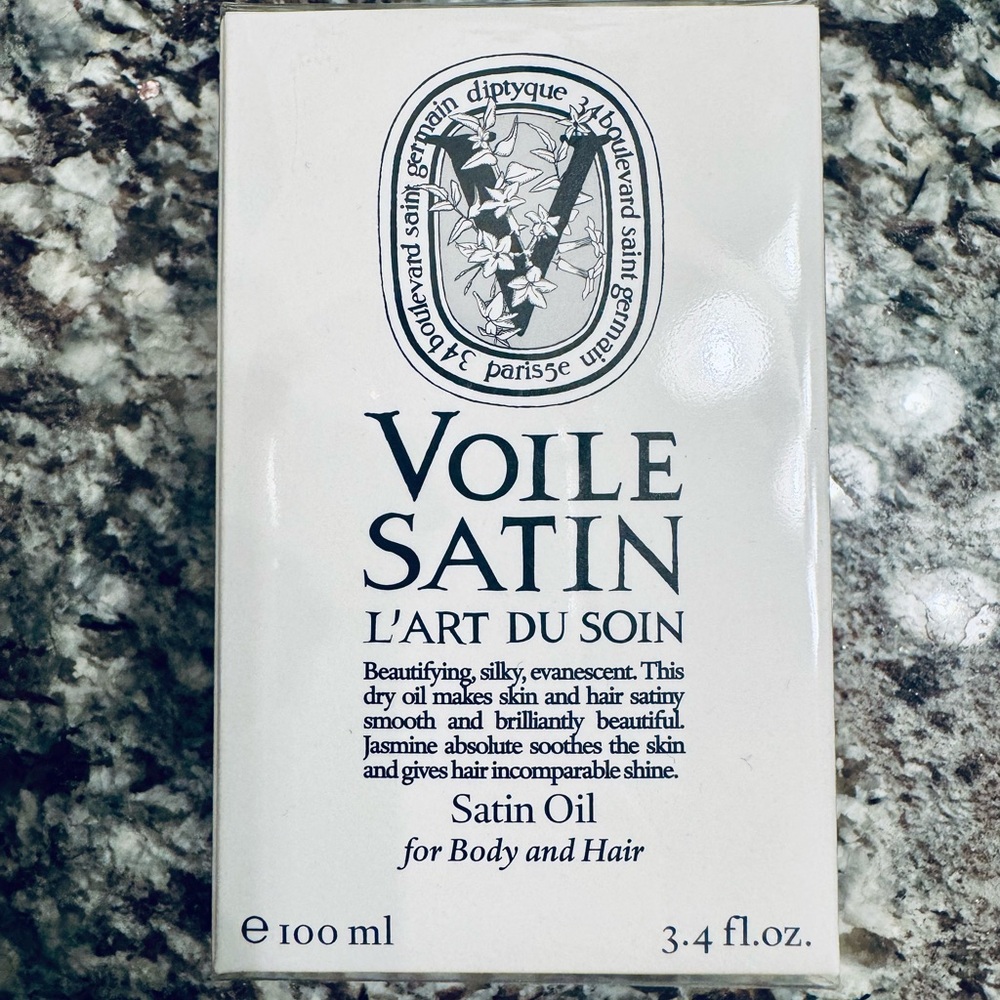 34 boulevard saint germain diptyque 34 boulevard saint germain paris5e
V
VOILE
SATIN
L'ART DU SOIN
Beautifying, silky, evanescent. This
dry oil makes skin and hair satiny
smooth and brilliantly beautiful.
Jasmine absolute soothes the skin
and gives hair incomparable shine.
Satin Oil
for Body and Hair
e 100 ml 3.4 fl.oz.